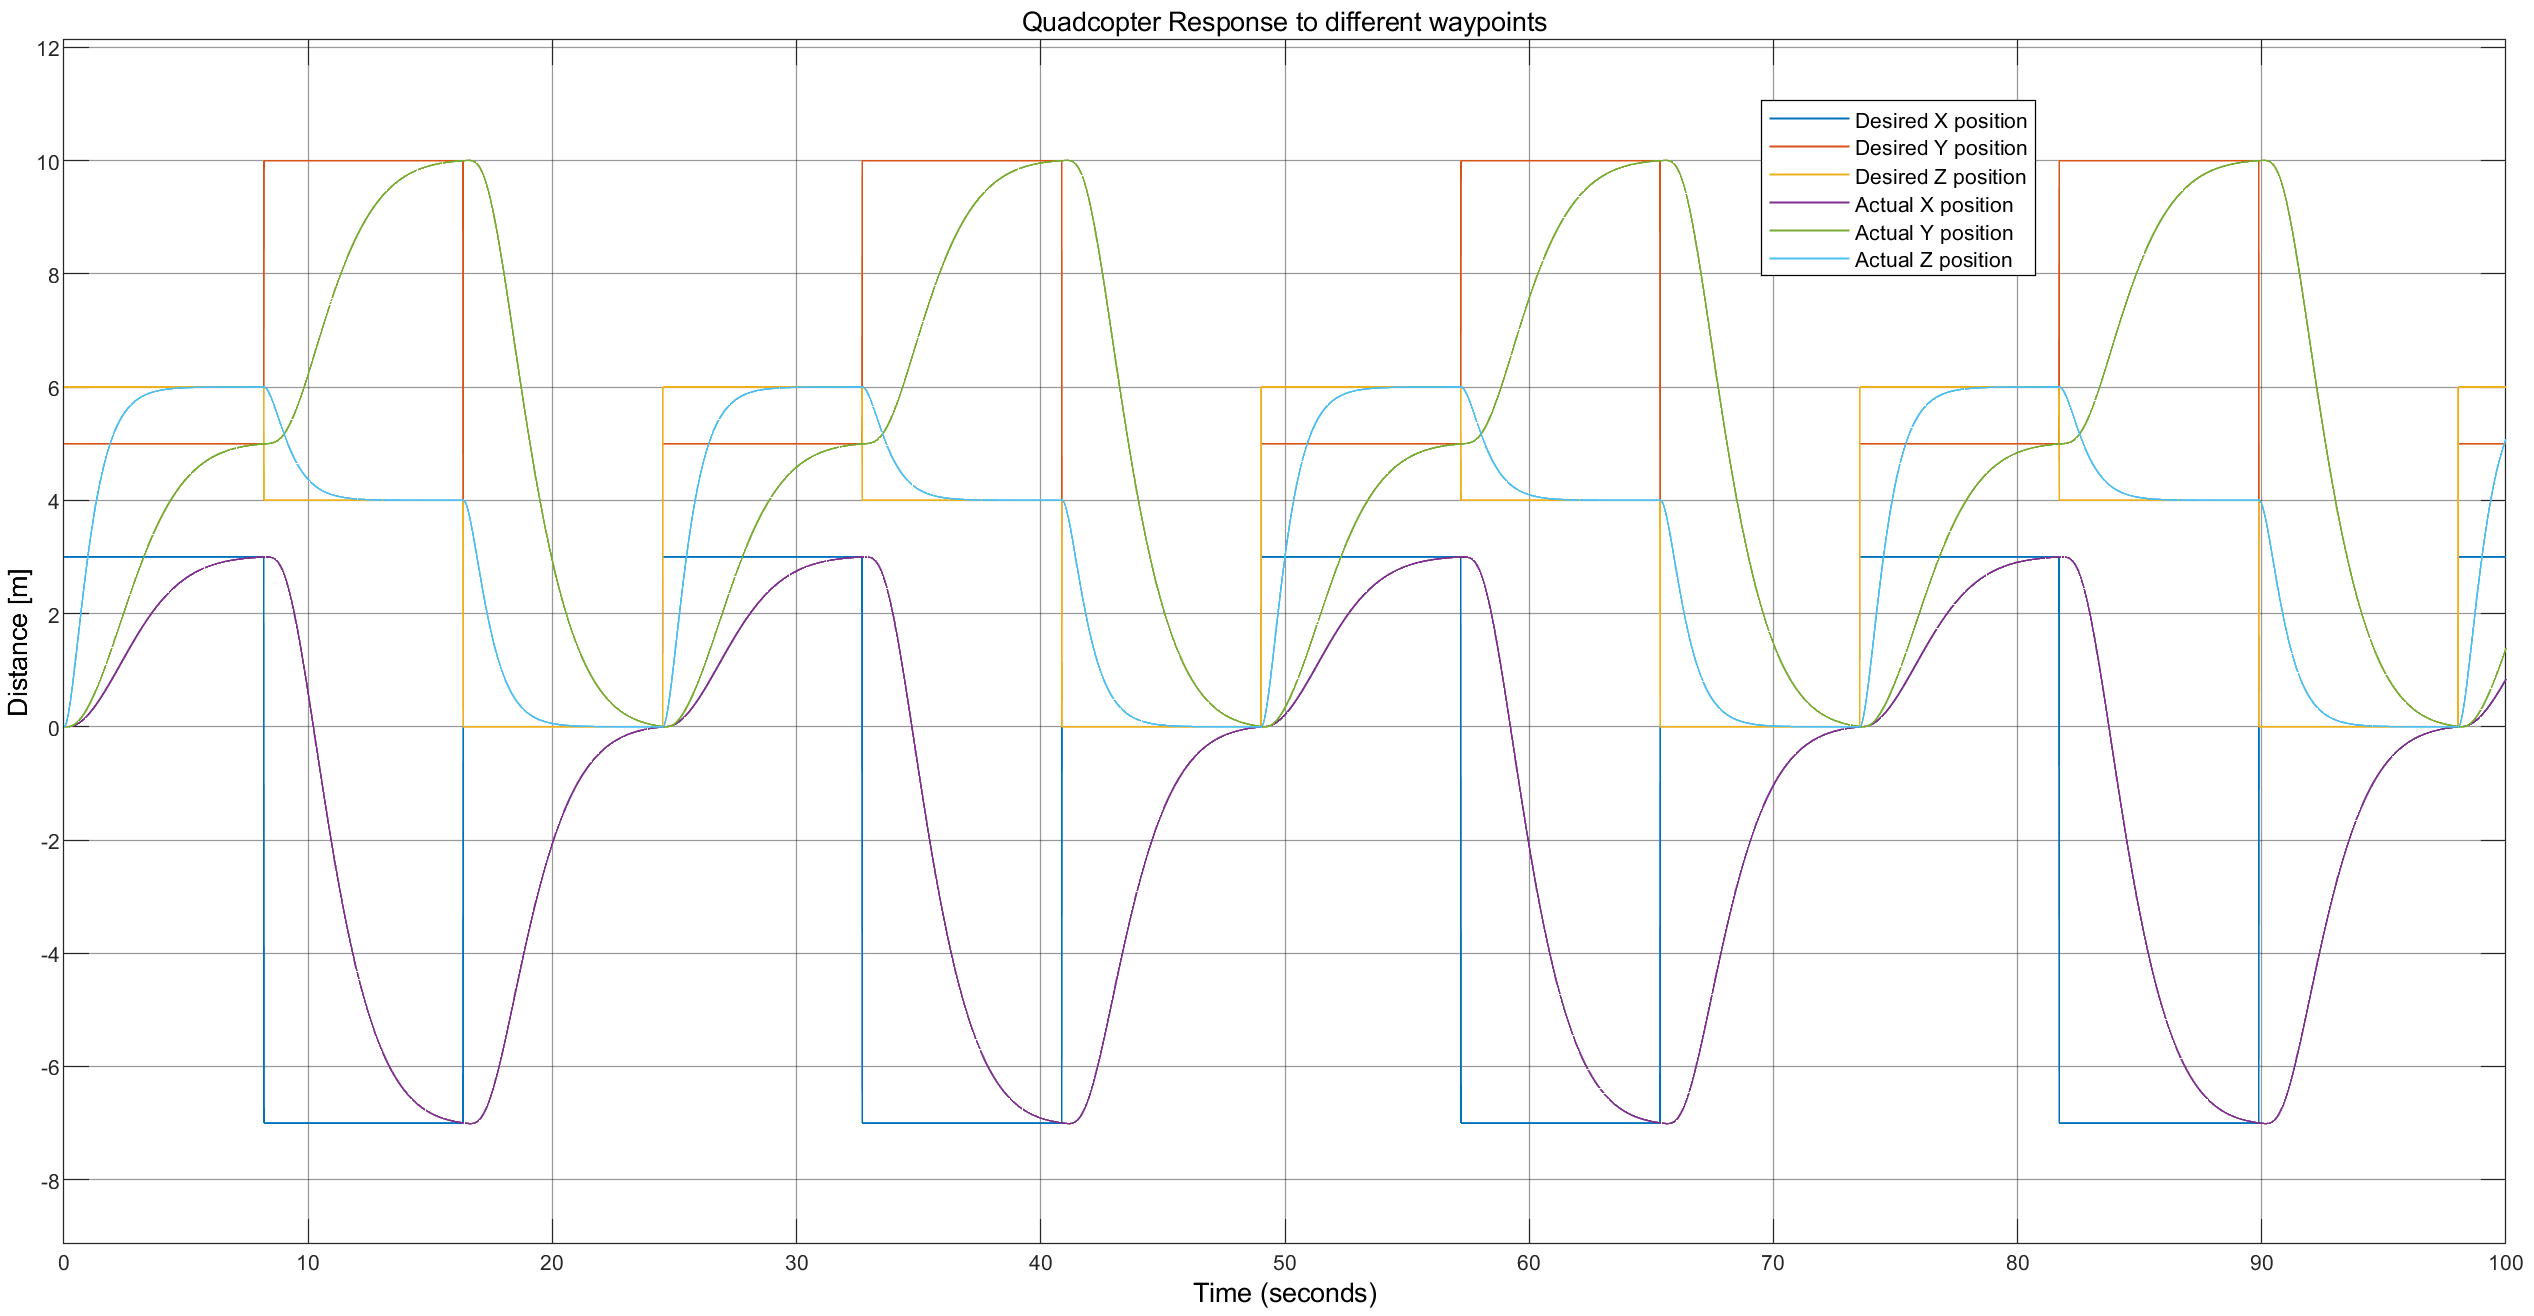 Quadcopter Response to different waypoints
12
10
8
6
4
2
0
-2
-4
-6
-8
Distance [m]
Desired X position
Desired Y position
Desired Z position
Actual X position
Actual Y position
Actual Z position
0 10 20 30 40 50 60 70 80 90 100
Time (seconds)